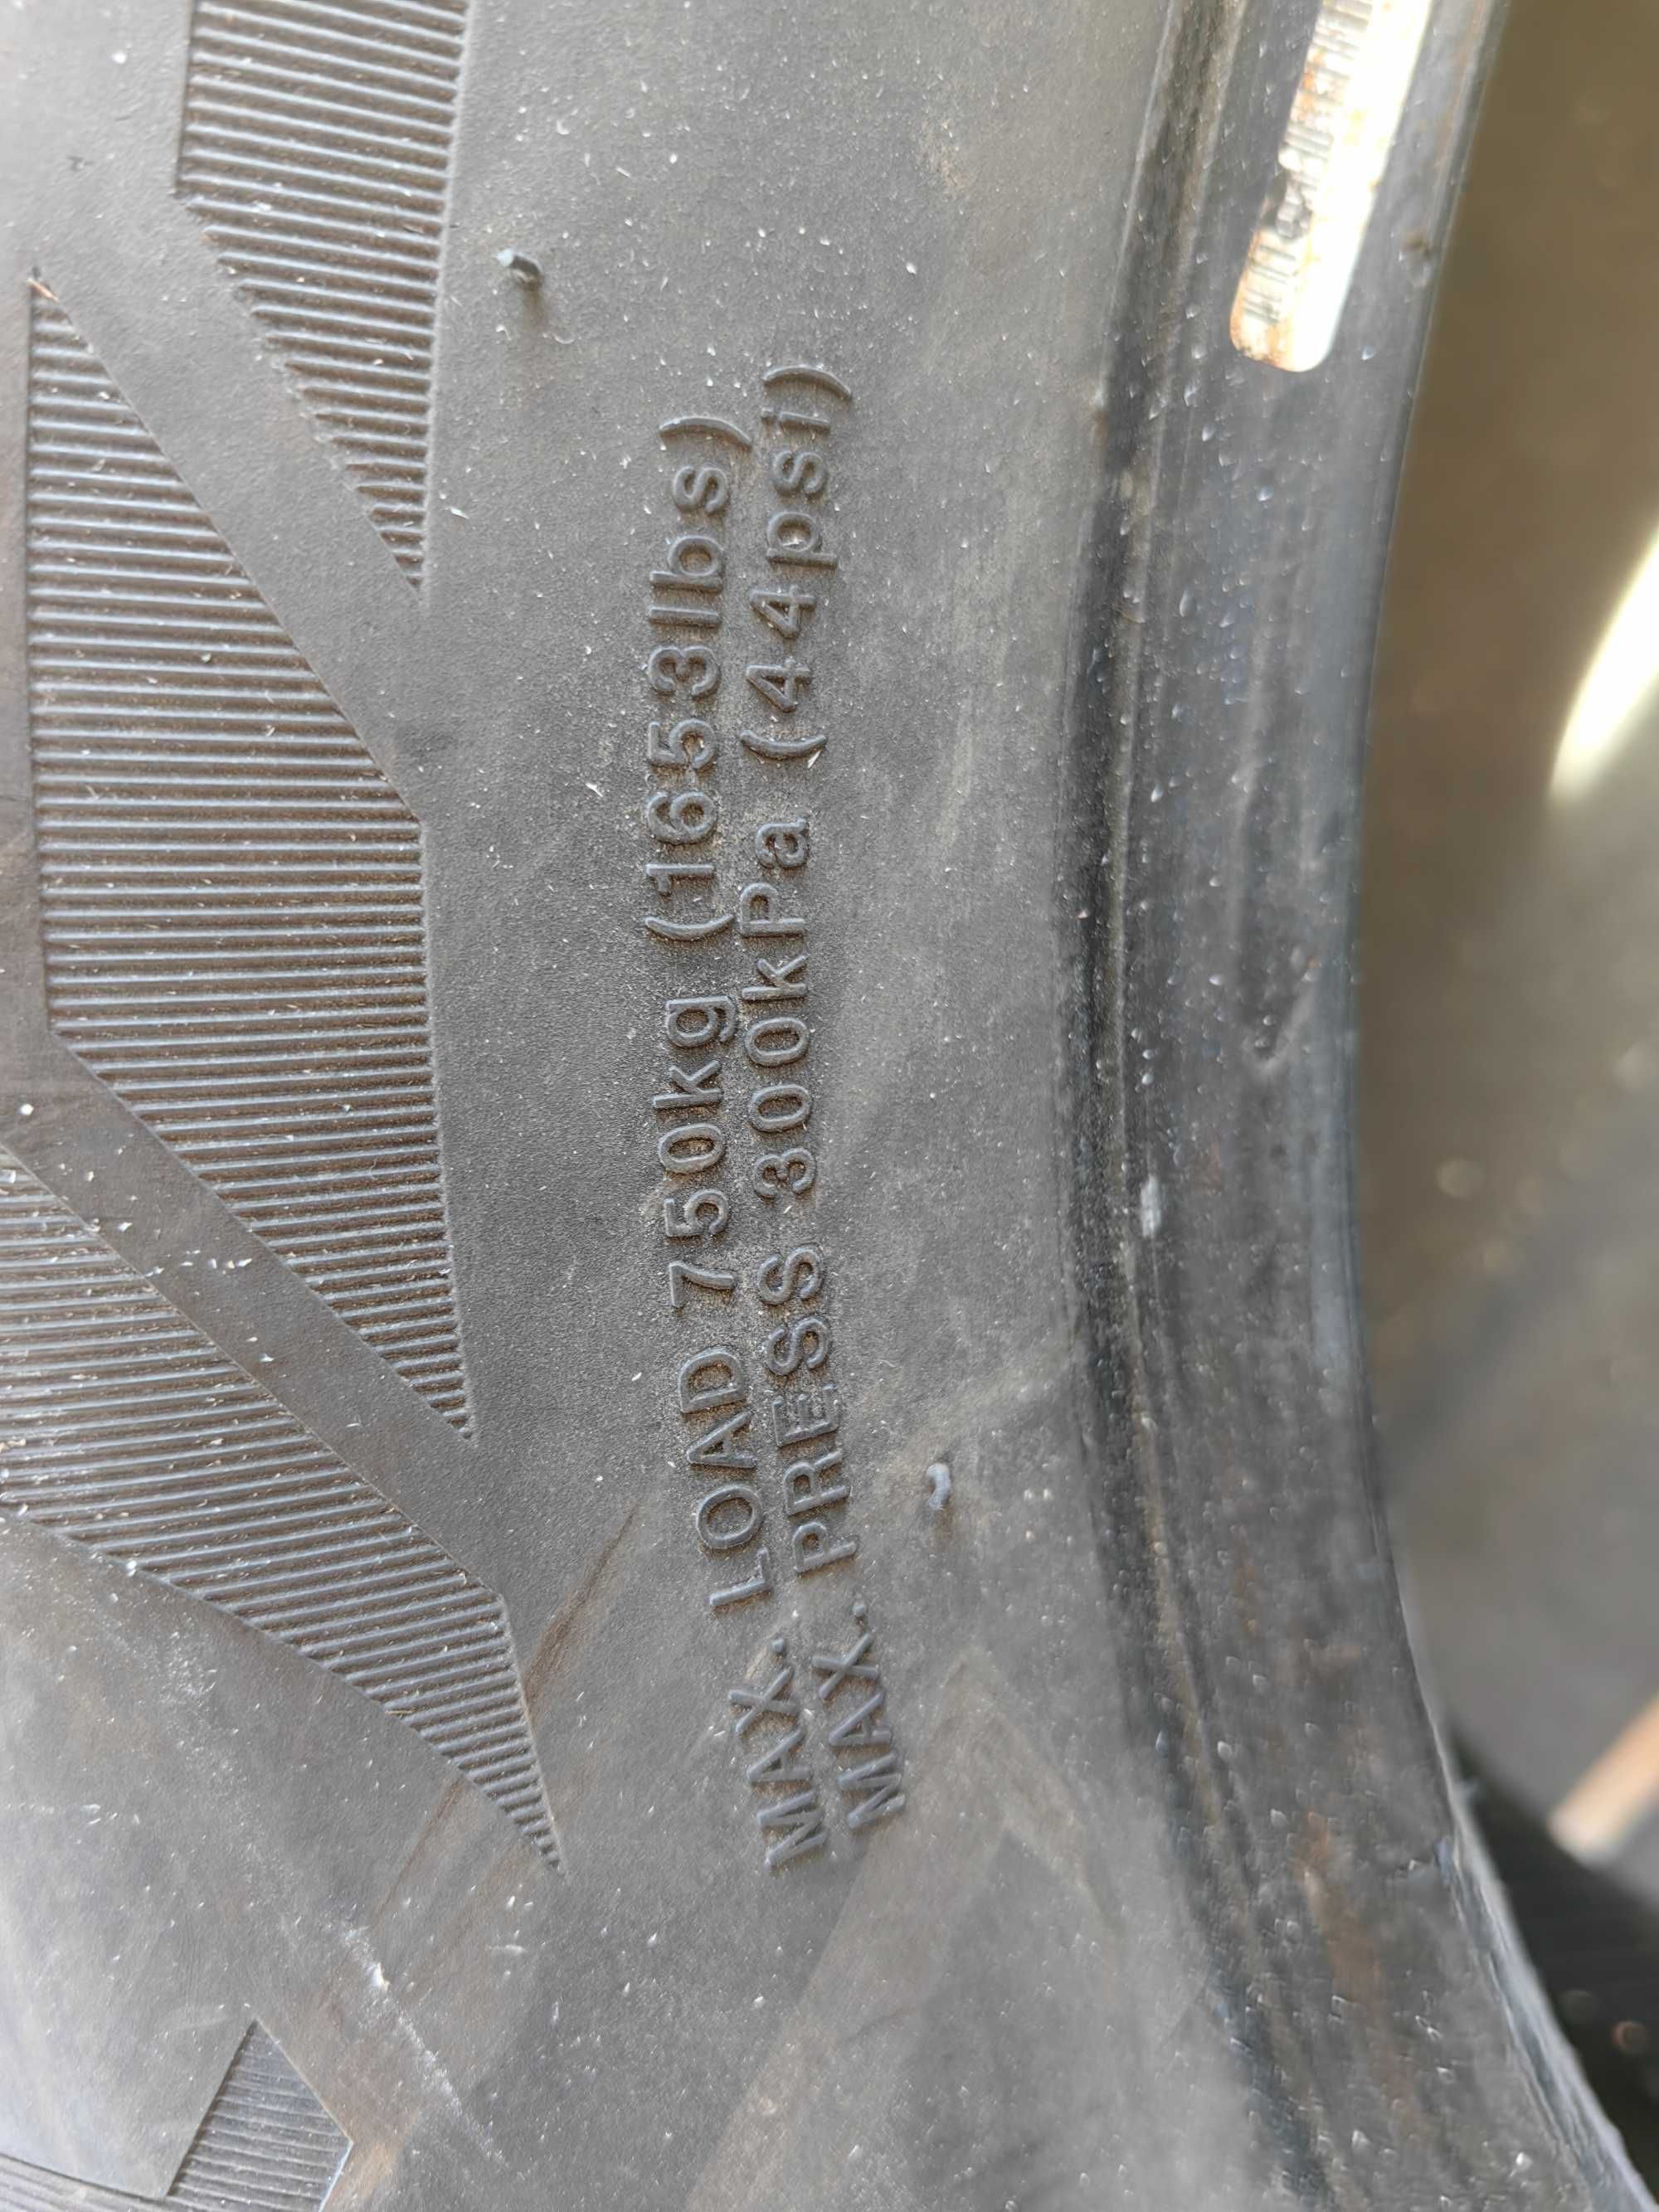 MAX. LOAD 750kg (1653lbs)
MAX. PRESS 300kPa (44psi)